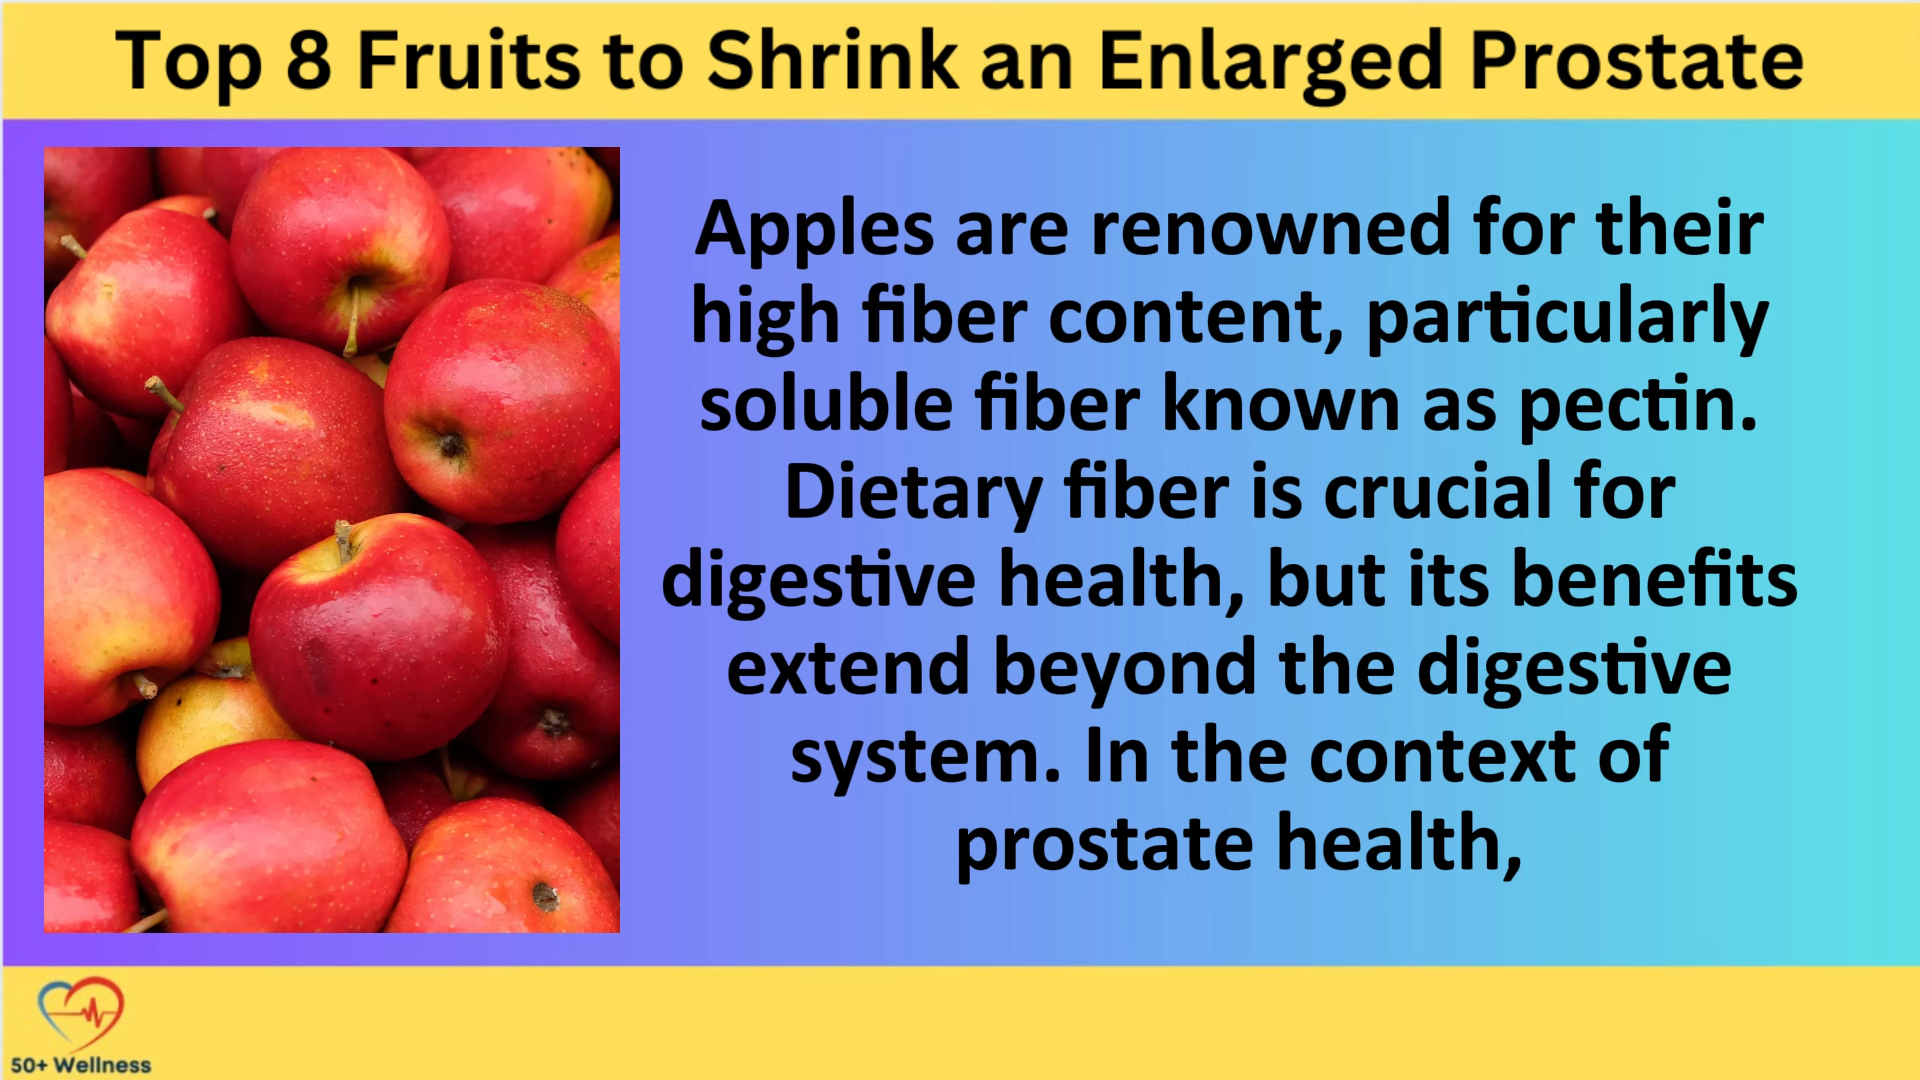 Top 8 Fruits to Shrink an Enlarged Prostate
Apples are renowned for their
high fiber content, particularly
soluble fiber known as pectin.
Dietary fiber is crucial for
digestive health, but its benefits
extend beyond the digestive
system. In the context of
prostate health,
50+ Wellness